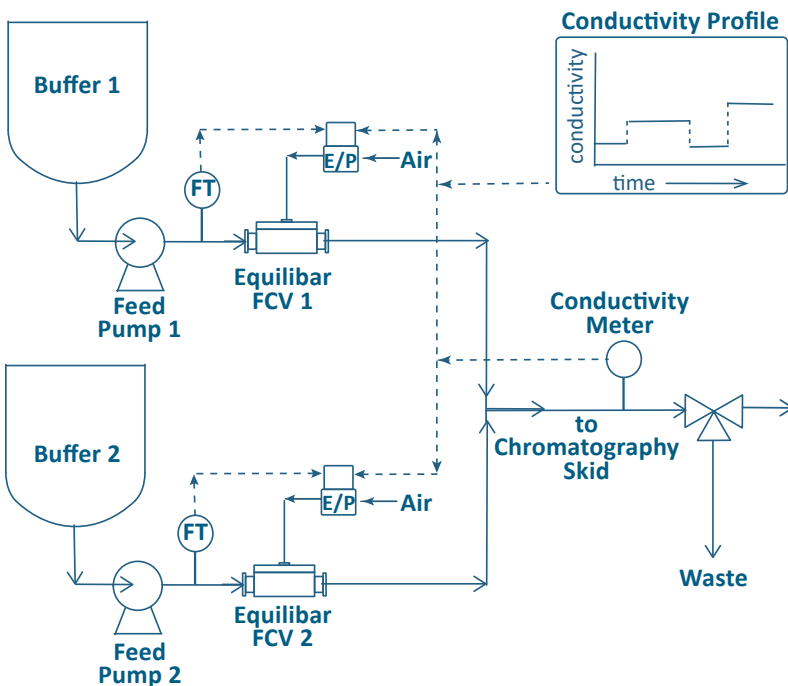 Conductivity Profile
conductivity
time
Buffer 1
FT
E/P
Air
Feed
Pump 1
Equilibar
FCV 1
Conductivity
Meter
to
Chromatography
Skid
Waste
Buffer 2
FT
E/P
Air
Feed
Pump 2
Equilibar
FCV 2